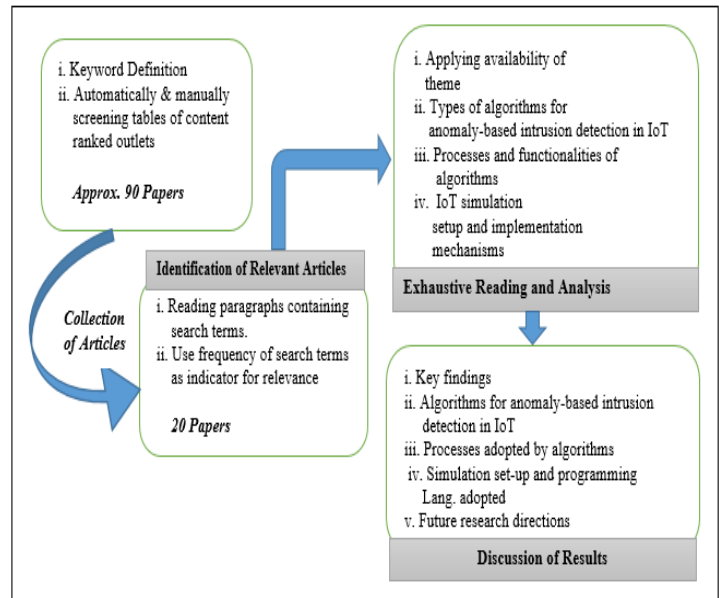 i. Keyword Definition
ii. Automatically & manually
screening tables of content
ranked outlets
Approx. 90 Papers
Collection
of Articles
Identification of Relevant Articles
i. Reading paragraphs containing
search terms.
ii. Use frequency of search terms
as indicator for relevance
20 Papers
i. Applying availability of
theme
ii. Types of algorithms for
anomaly-based intrusion detection in IoT
iii. Processes and functionalities of
algorithms
iv. IoT simulation
setup and implementation
mechanisms
Exhaustive Reading and Analysis
i. Key findings
ii. Algorithms for anomaly-based intrusion
detection in IoT
iii. Processes adopted by algorithms
iv. Simulation set-up and programming
Lang. adopted
v. Future research directions
Discussion of Results